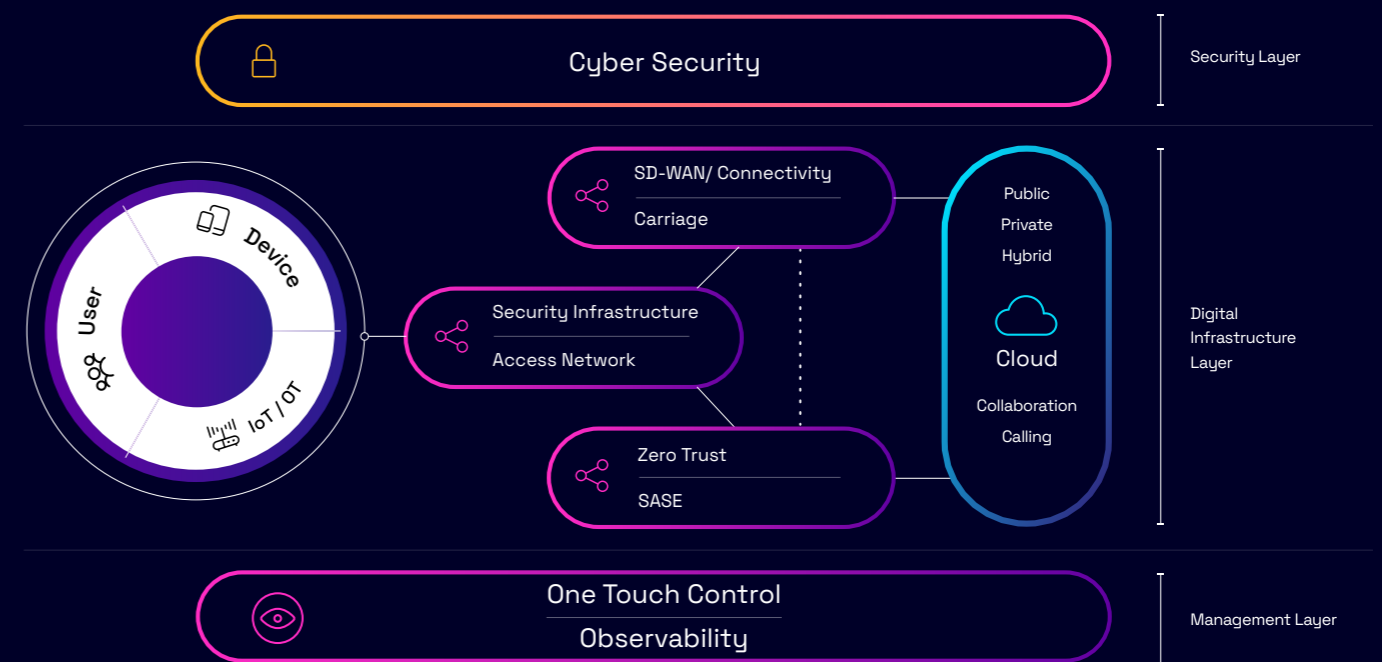 Cyber Security
Security Layer
Device
User
IoT / OT
SD-WAN/ Connectivity
Carriage
Security Infrastructure
Access Network
Zero Trust
SASE
Public
Private
Hybrid
Cloud
Collaboration
Calling
Digital
Infrastructure
Layer
One Touch Control
Observability
Management Layer